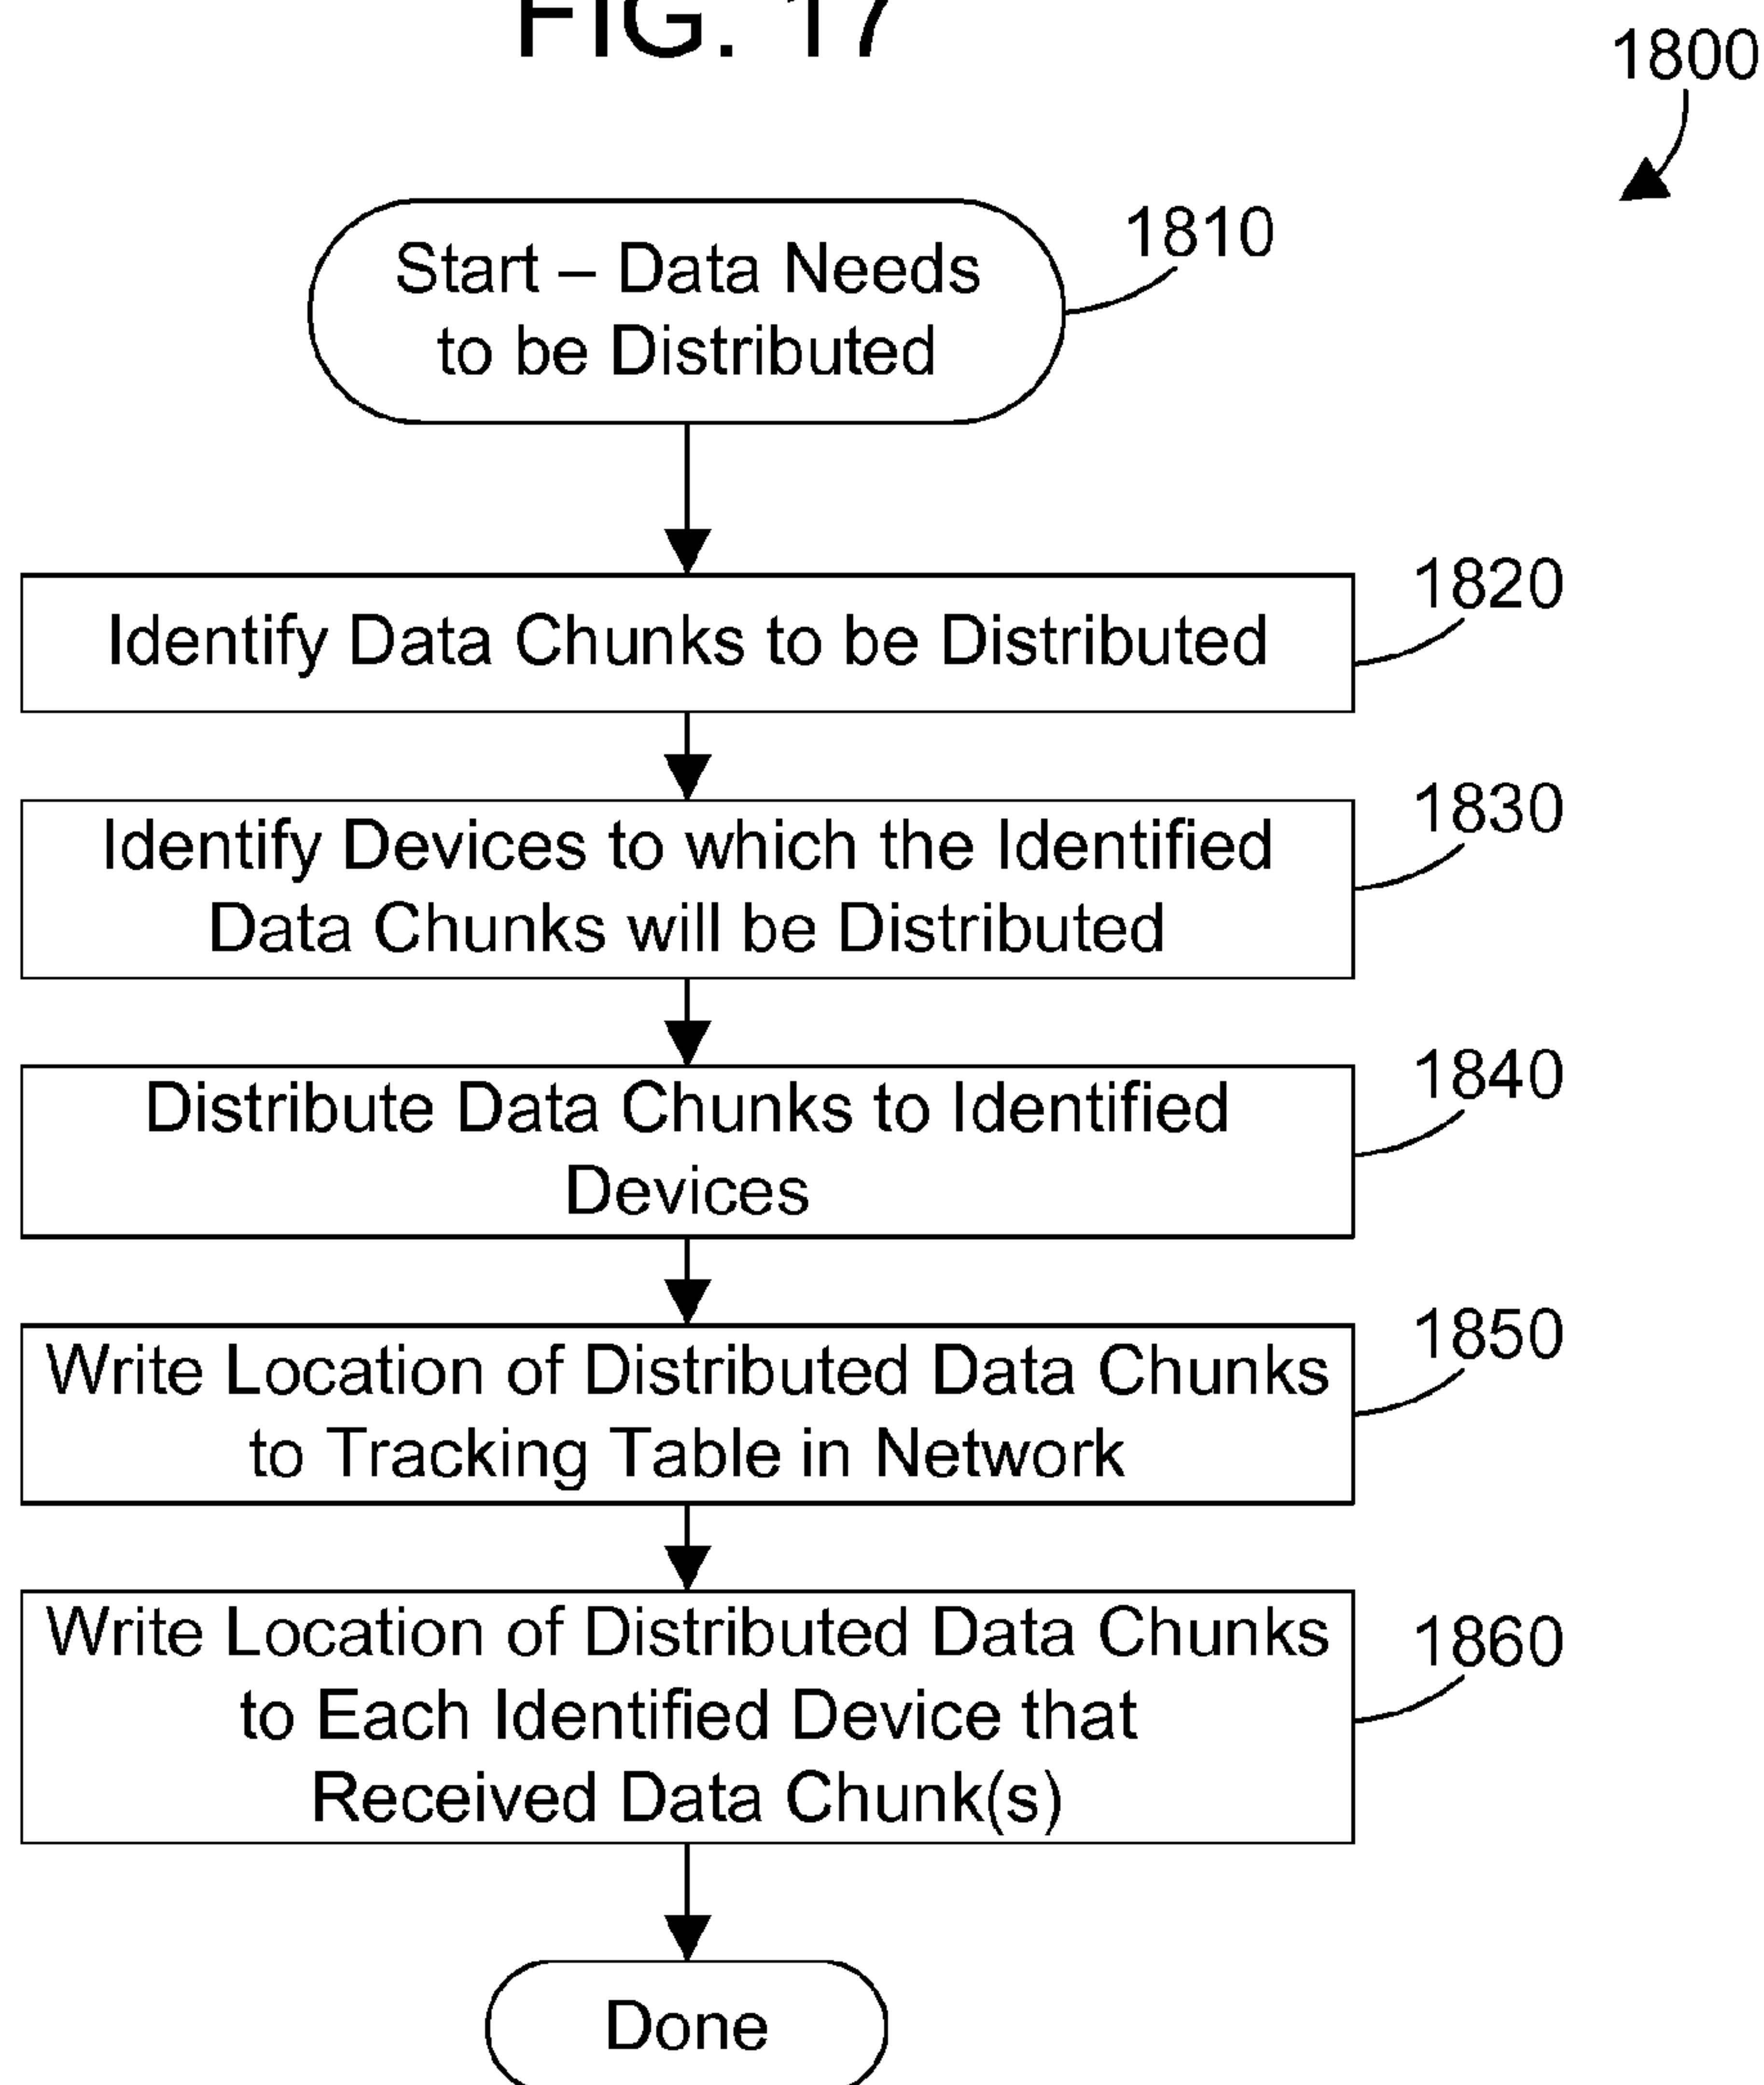 FIG. 17
1800
Start – Data Needs
to be Distributed
1810
Identify Data Chunks to be Distributed
1820
Identify Devices to which the Identified
Data Chunks will be Distributed
1830
Distribute Data Chunks to Identified
Devices
1840
Write Location of Distributed Data Chunks
to Tracking Table in Network
1850
Write Location of Distributed Data Chunks
to Each Identified Device that
Received Data Chunk(s)
1860
Done